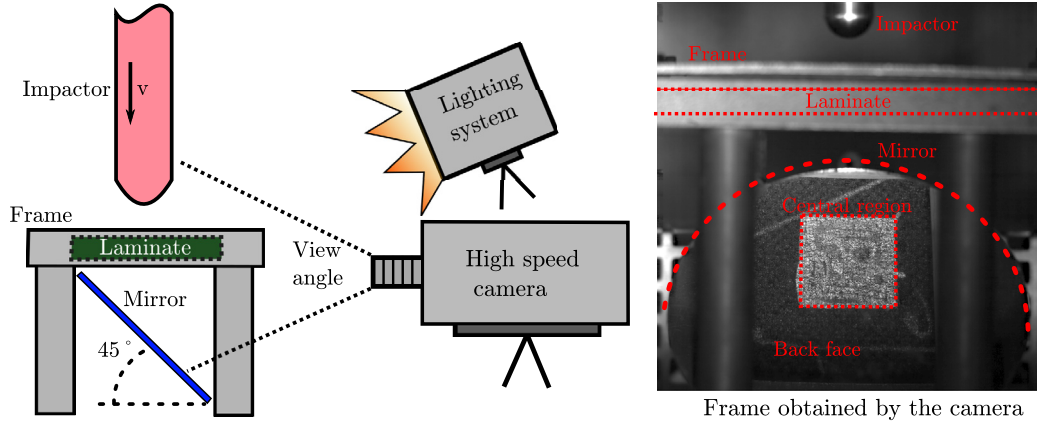 Impactor
v
Lighting
system
Frame
Laminate
View
angle
High speed
camera
Mirror
45°
Impactor
Frame
Laminate
Mirror
Central region
Back face
Frame obtained by the camera